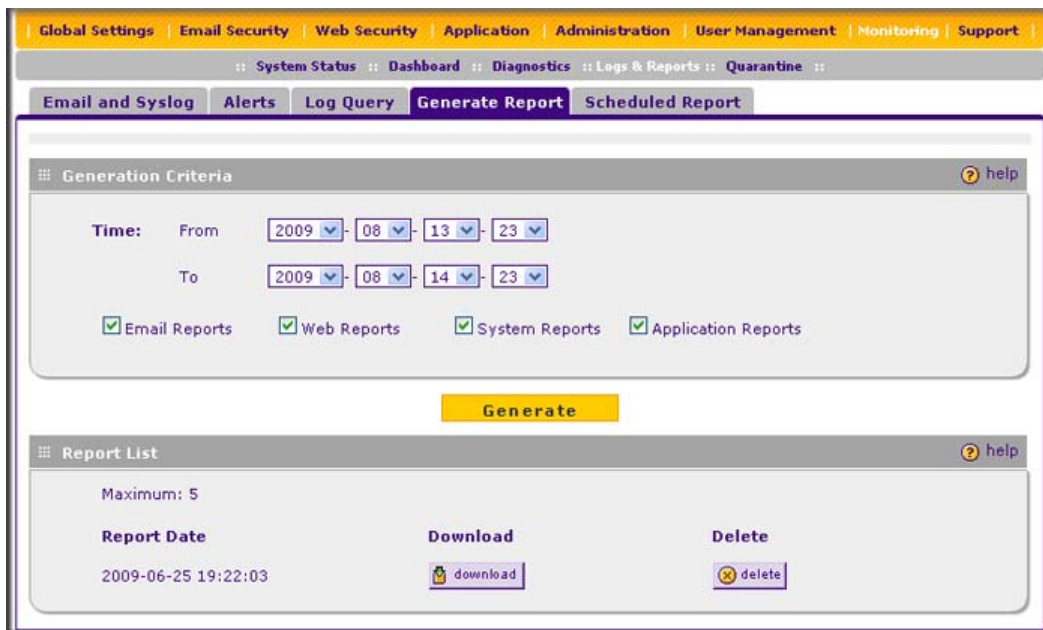 | Global Settings | Email Security | Web Security | Application | Administration | User Management | Monitoring | Support |
:: System Status :: Dashboard :: Diagnostics :: Logs & Reports :: Quarantine ::
Email and Syslog Alerts Log Query Generate Report Scheduled Report
Generation Criteria ? help
Time: From 2009 - 08 - 13 - 23
To 2009 - 08 - 14 - 23
Email Reports Web Reports System Reports Application Reports
Generate
Report List ? help
Maximum: 5
Report Date Download Delete
2009-06-25 19:22:03 download delete